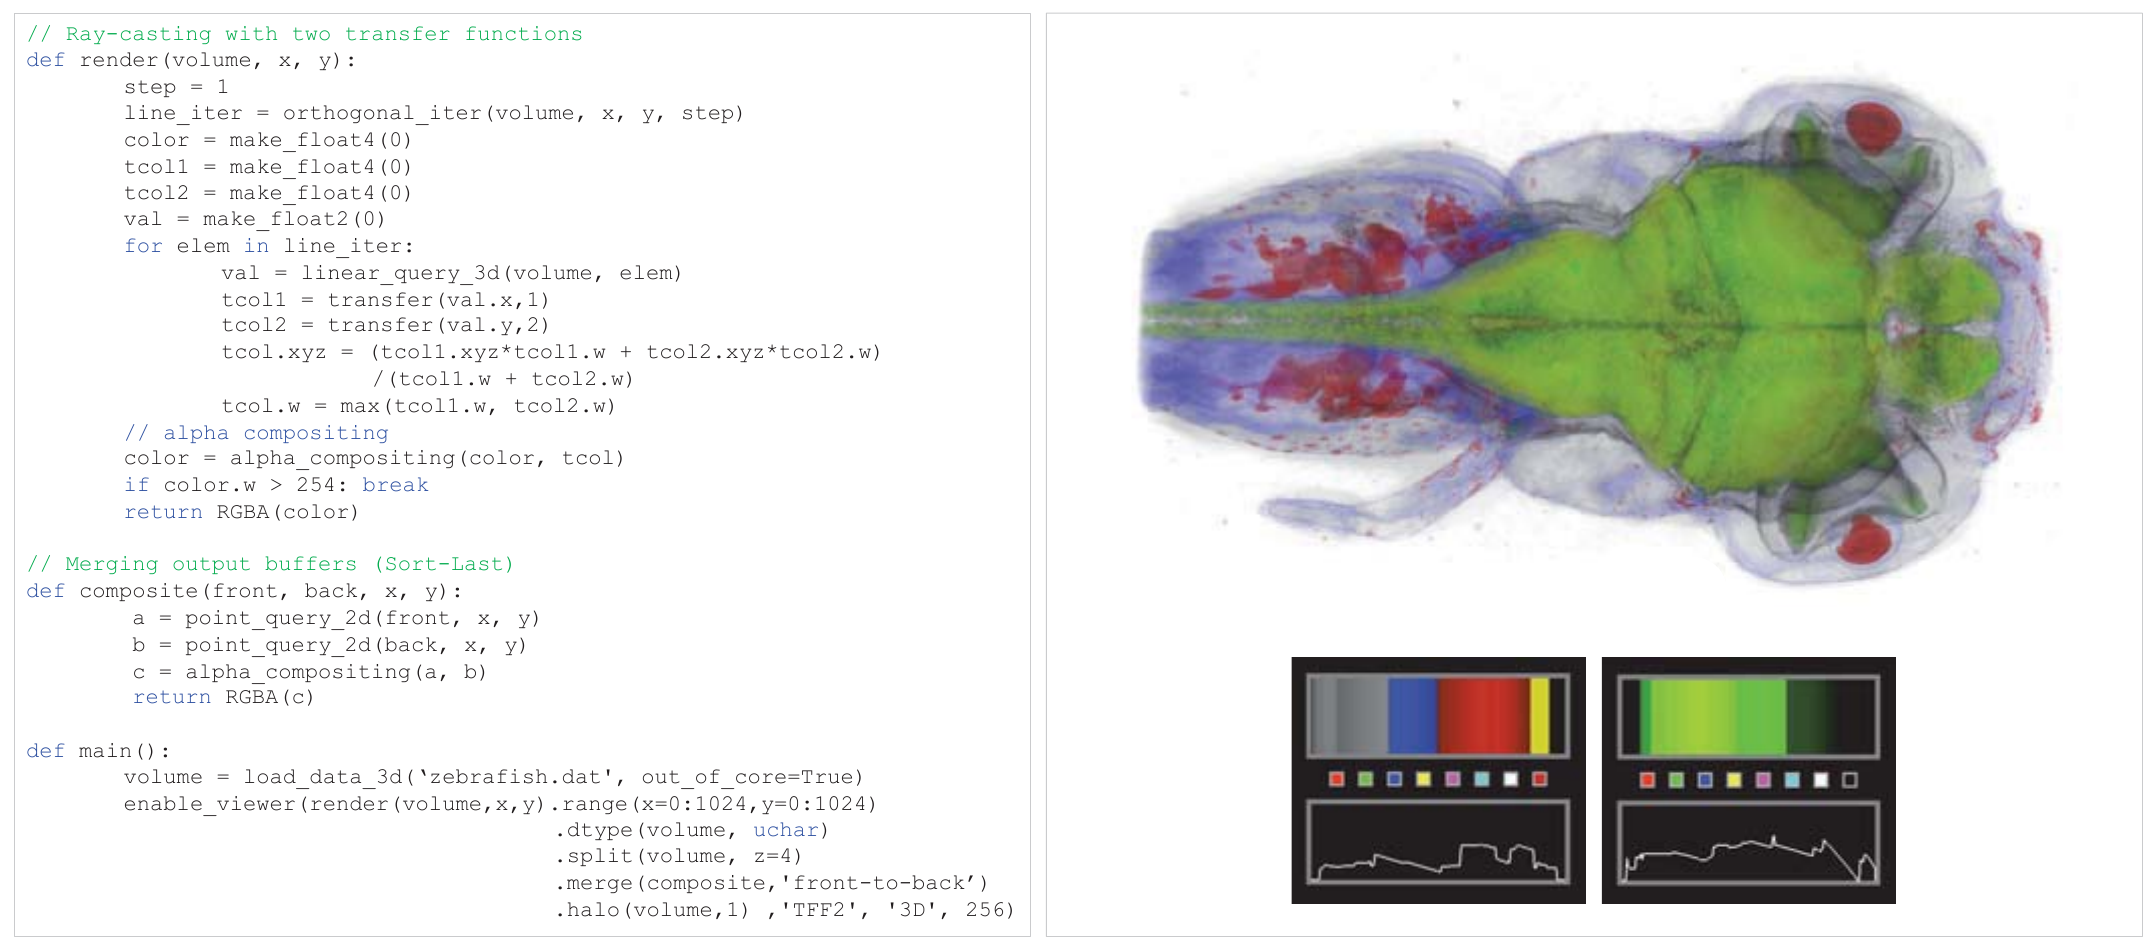 // Ray-casting with two transfer functions
def render(volume, x, y):
step = 1
line_iter = orthogonal_iter(volume, x, y, step)
color = make_float4(0)
tcol1 = make_float4(0)
tcol2 = make_float4(0)
val = make_float2(0)
for elem in line_iter:
val = linear_query_3d(volume, elem)
tcol1 = transfer(val.x,1)
tcol2 = transfer(val.y,2)
tcol.xyz = (tcol1.xyz*tcol1.w + tcol2.xyz*tcol2.w)
/(tcol1.w + tcol2.w)
tcol.w = max(tcol1.w, tcol2.w)
// alpha compositing
color = alpha_compositing(color, tcol)
if color.w > 254: break
return RGBA(color)
// Merging output buffers (Sort-Last)
def composite(front, back, x, y):
a = point_query_2d(front, x, y)
b = point_query_2d(back, x, y)
c = alpha_compositing(a, b)
return RGBA(c)
def main():
volume = load_data_3d(‘zebrafish.dat', out_of_core=True)
enable_viewer(render(volume,x,y).range(x=0:1024,y=0:1024)
.dtype(volume, uchar)
.split(volume, z=4)
.merge(composite,'front-to-back’)
.halo(volume,1) ,'TFF2', '3D', 256)